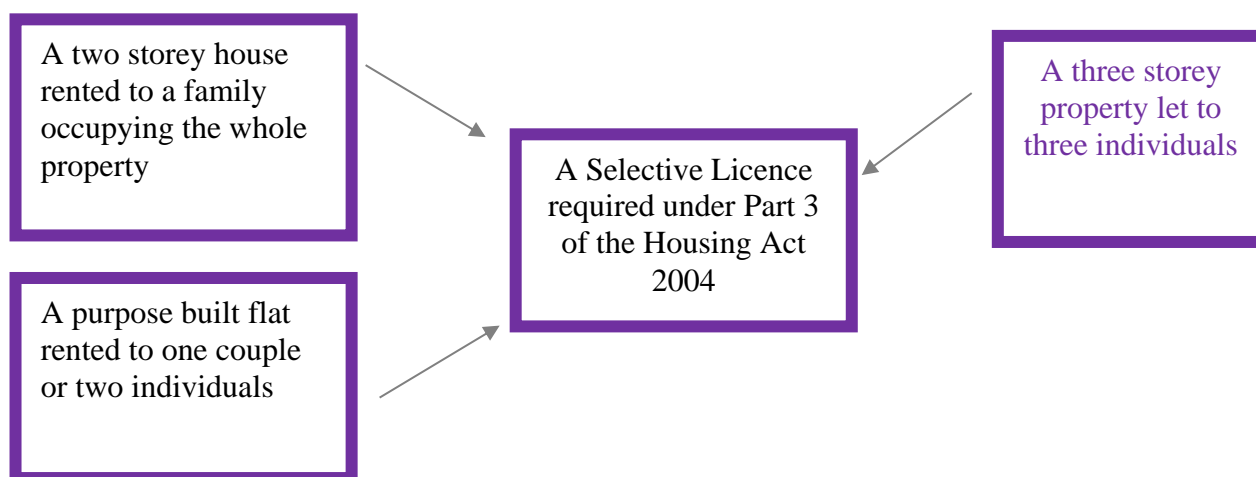 A two storey house
rented to a family
occupying the whole
property
A purpose built flat
rented to one couple
or two individuals
A Selective Licence
required under Part 3
of the Housing Act
2004
A three storey
property let to
three individuals